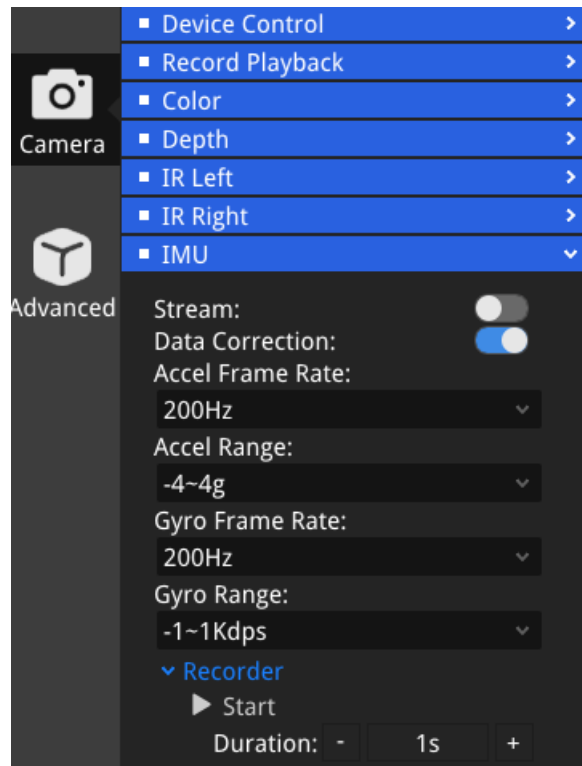 Device Control
Record Playback
Color
Camera
Depth
IR Left
IR Right
IMU
Advanced
Stream:
Data Correction:
Accel Frame Rate:
200Hz
Accel Range:
-4~4g
Gyro Frame Rate:
200Hz
Gyro Range:
-1~1Kdps
Recorder
Start
Duration: - 1s +